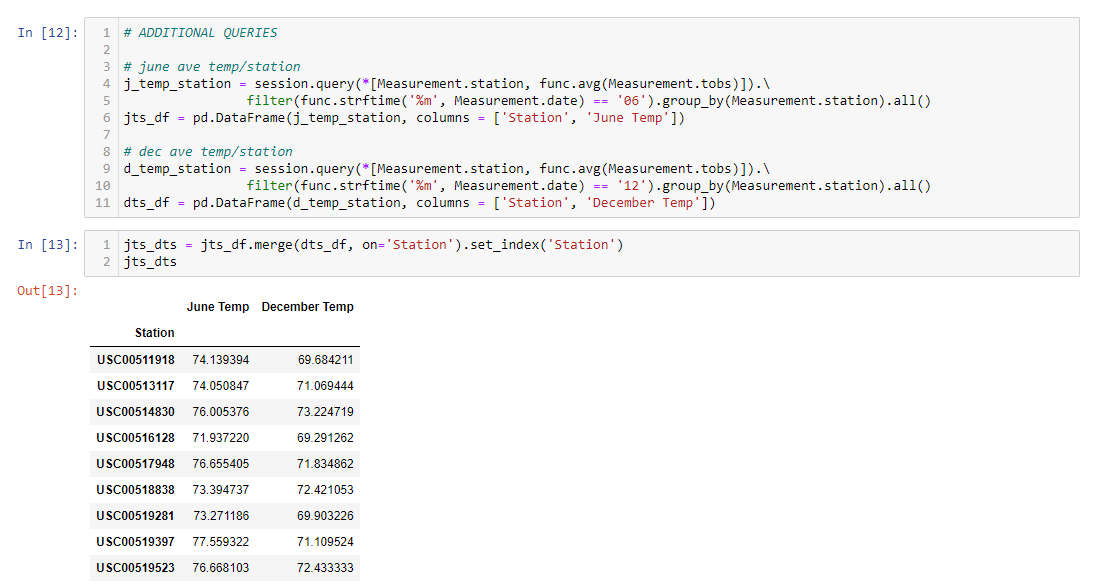 In [12]:
1 # ADDITIONAL QUERIES
2
3 # june ave temp/station
4 j_temp_station = session.query(*[Measurement.station, func.avg(Measurement.tobs)]).\
5 filter(func.strftime('%m', Measurement.date) == '06').group_by(Measurement.station).all()
6 jts_df = pd.DataFrame(j_temp_station, columns = ['Station', 'June Temp'])
7
8 # dec ave temp/station
9 d_temp_station = session.query(*[Measurement.station, func.avg(Measurement.tobs)]).\
10 filter(func.strftime('%m', Measurement.date) == '12').group_by(Measurement.station).all()
11 dts_df = pd.DataFrame(d_temp_station, columns = ['Station', 'December Temp'])
In [13]:
1 jts_dts = jts_df.merge(dts_df, on='Station').set_index('Station')
2 jts_dts
Out[13]:
June Temp December Temp
Station
USC00511918 74.139394 69.684211
USC00513117 74.050847 71.069444
USC00514830 76.005376 73.224719
USC00516128 71.937220 69.291262
USC00517948 76.655405 71.834862
USC00518838 73.394737 72.421053
USC00519281 73.271186 69.903226
USC00519397 77.559322 71.109524
USC00519523 76.668103 72.433333